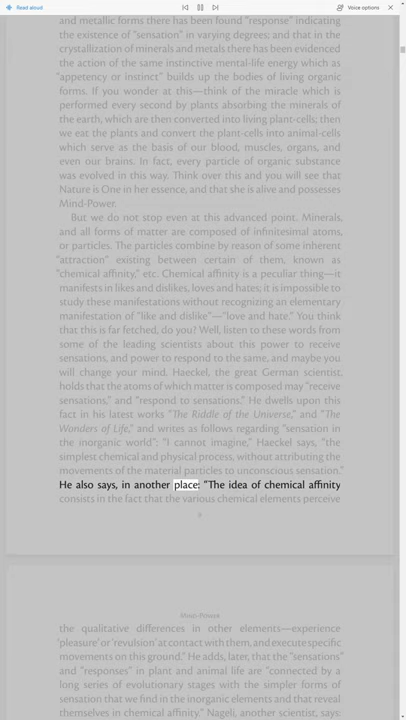 Read aloud
Voice options
and metallic forms there has been found "response" indicating
the existence of "sensation" in varying degrees; and that in the
crystallization of minerals and metals there has been evidenced
the action of the same instinctive mental-life energy which as
"appetency or instinct" builds up the bodies of living organic
forms. If you wonder at this—think of the miracle which is
performed every second by plants absorbing the minerals of
the earth, which are then converted into living plant-cells; then
we eat the plants and convert the plant-cells into animal-cells
which serve as the basis of our blood, muscles, organs, and
even our brains. In fact, every particle of organic substance
was evolved in this way. Think over this and you will see that
Nature is One in her essence, and that she is alive and possesses
Mind-Power.
But we do not stop even at this advanced point. Minerals,
and all forms of matter are composed of infinitesimal atoms,
or particles. The particles combine by reason of some inherent
"attraction" existing between certain of them, known as
"chemical affinity," etc. Chemical affinity is a peculiar thing—it
manifests in likes and dislikes, loves and hates; it is impossible to
study these manifestations without recognizing an elementary
manifestation of "like and dislike"—"love and hate." You think
that this is far fetched, do you? Well, listen to these words from
some of the leading scientists about this power to receive
sensations, and power to respond to the same, and maybe you
will change your mind. Haeckel, the great German scientist,
holds that the atoms of which matter is composed may "receive
sensations," and "respond to sensations." He dwells upon this
fact in his latest works "The Riddle of the Universe," and "The
Wonders of Life," and writes as follows regarding "sensation in
the inorganic world": "I cannot imagine," Haeckel says, "the
simplest chemical and physical process, without attributing the
movements of the material particles to unconscious sensation."
He also says, in another place: "The idea of chemical affinity
consists in the fact that the various chemical elements perceive
9
Mind-Power
the qualitative differences in other elements—experience
'pleasure' or 'revulsion' at contact with them, and execute specific
movements on this ground." He adds, later, that the "sensations"
and "responses" in plant and animal life are "connected by a
long series of evolutionary stages with the simpler forms of
sensation that we find in the inorganic elements and that reveal
themselves in chemical affinity." Nageli, another scientist, says: